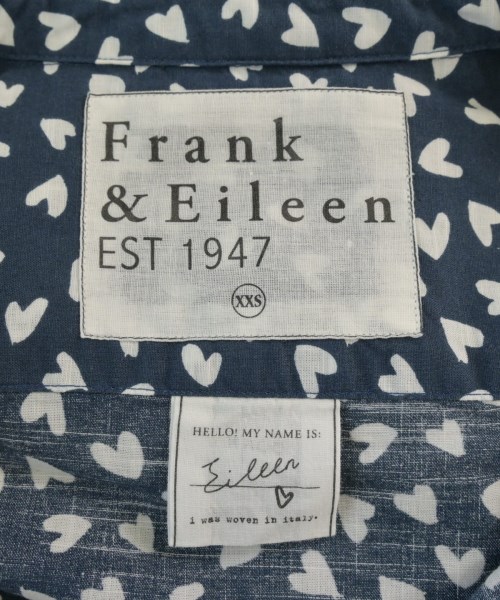 Frank
& Eileen
EST 1947
XXS
HELLO! MY NAME IS:
Eileen
i was woven in italy.